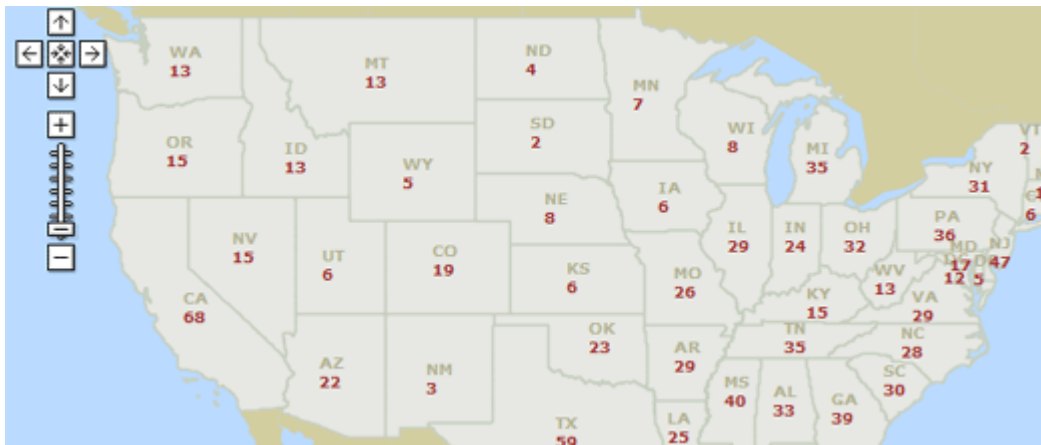 WA
13
MT
13
ND
4
MN
7
OR
15
ID
13
SD
2
WI
8
MI
35
VT
2
WY
5
NY
31
IA
6
NE
8
6
PA
36
NV
15
UT
6
CO
19
IL
29
IN
24
OH
32
MD
17
NJ
47
KS
6
MO
26
WV
13
12
5
CA
68
KY
15
VA
29
OK
23
TN
35
NC
28
AZ
22
NM
3
AR
29
SC
30
MS
40
AL
33
GA
39
TX
59
LA
25